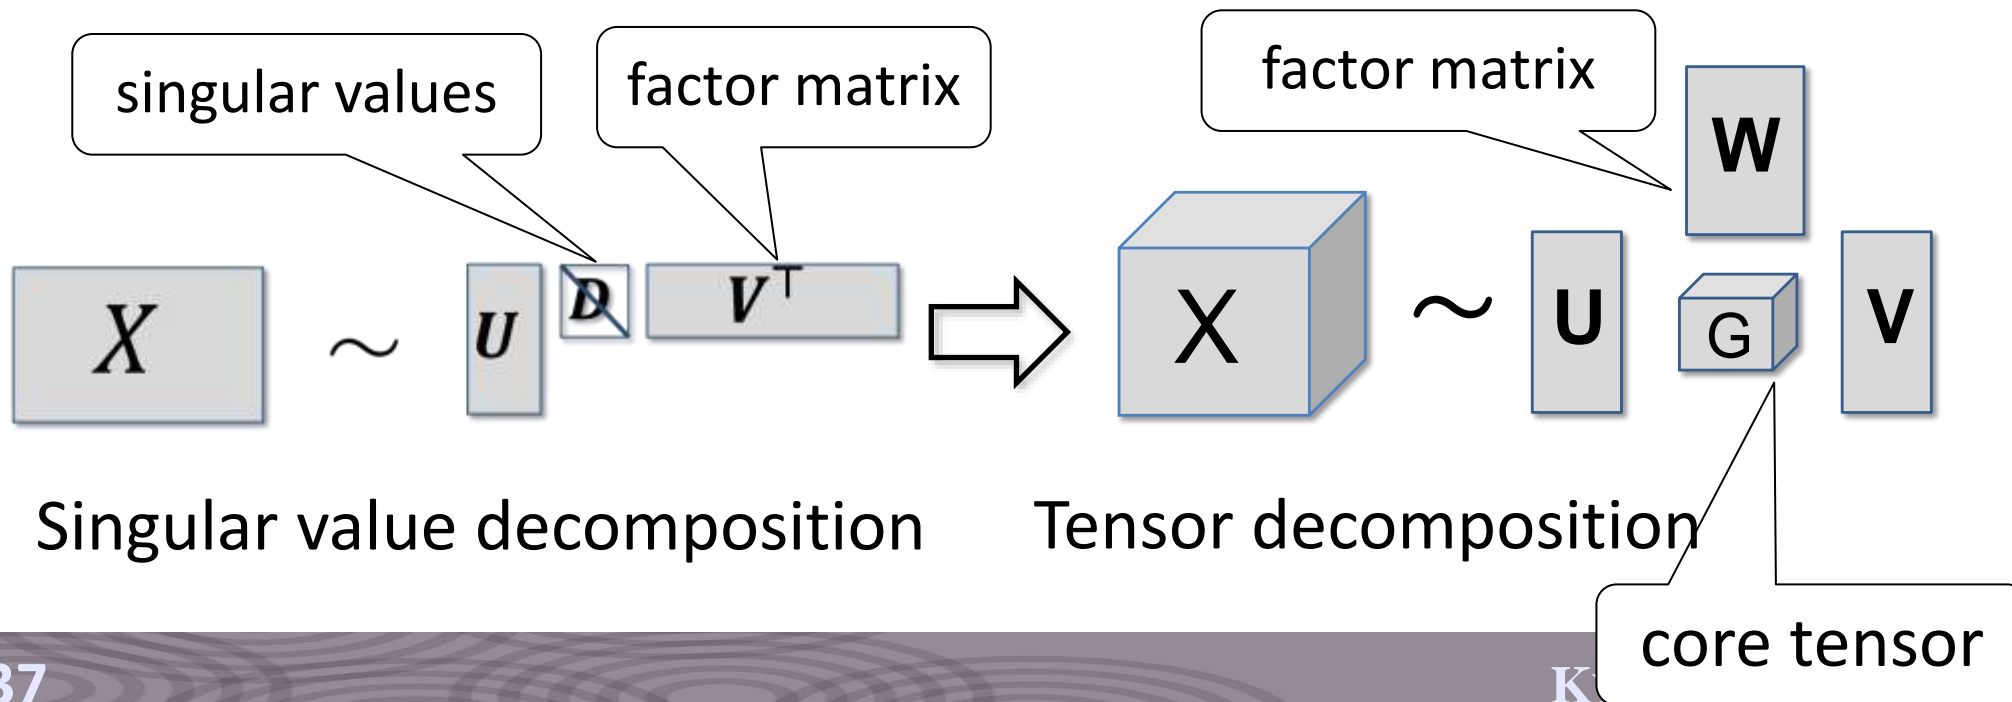 singular values
factor matrix
factor matrix
W
X ~ U D V⊤
X ~ U G V
Singular value decomposition
Tensor decomposition
core tensor
37